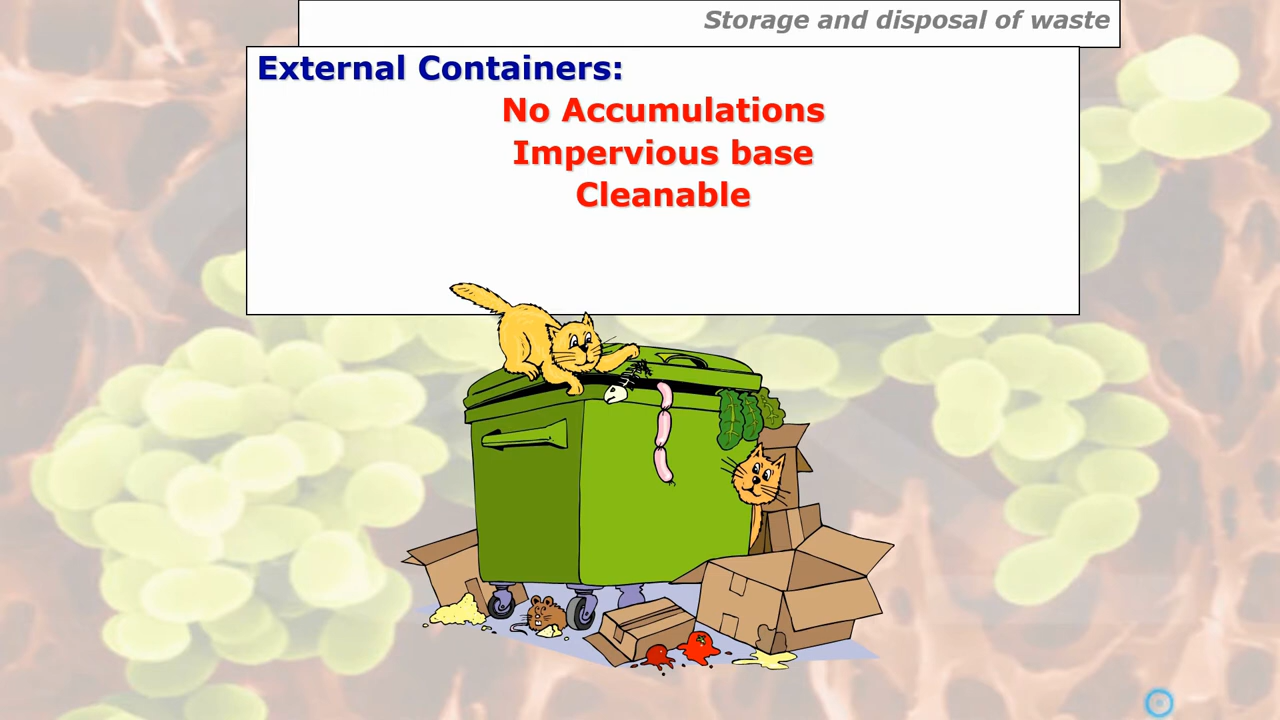 Storage and disposal of waste
External Containers:
No Accumulations
Impervious base
Cleanable